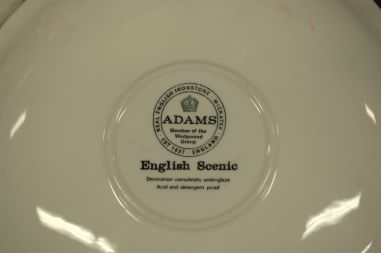 REAL ENGLISH IRONSTONE · MICRATEX
ADAMS
Member of the
Wedgwood
Group
EST 1657 · ENGLAND
English Scenic
Decoration completely underglaze
Acid and detergent proof